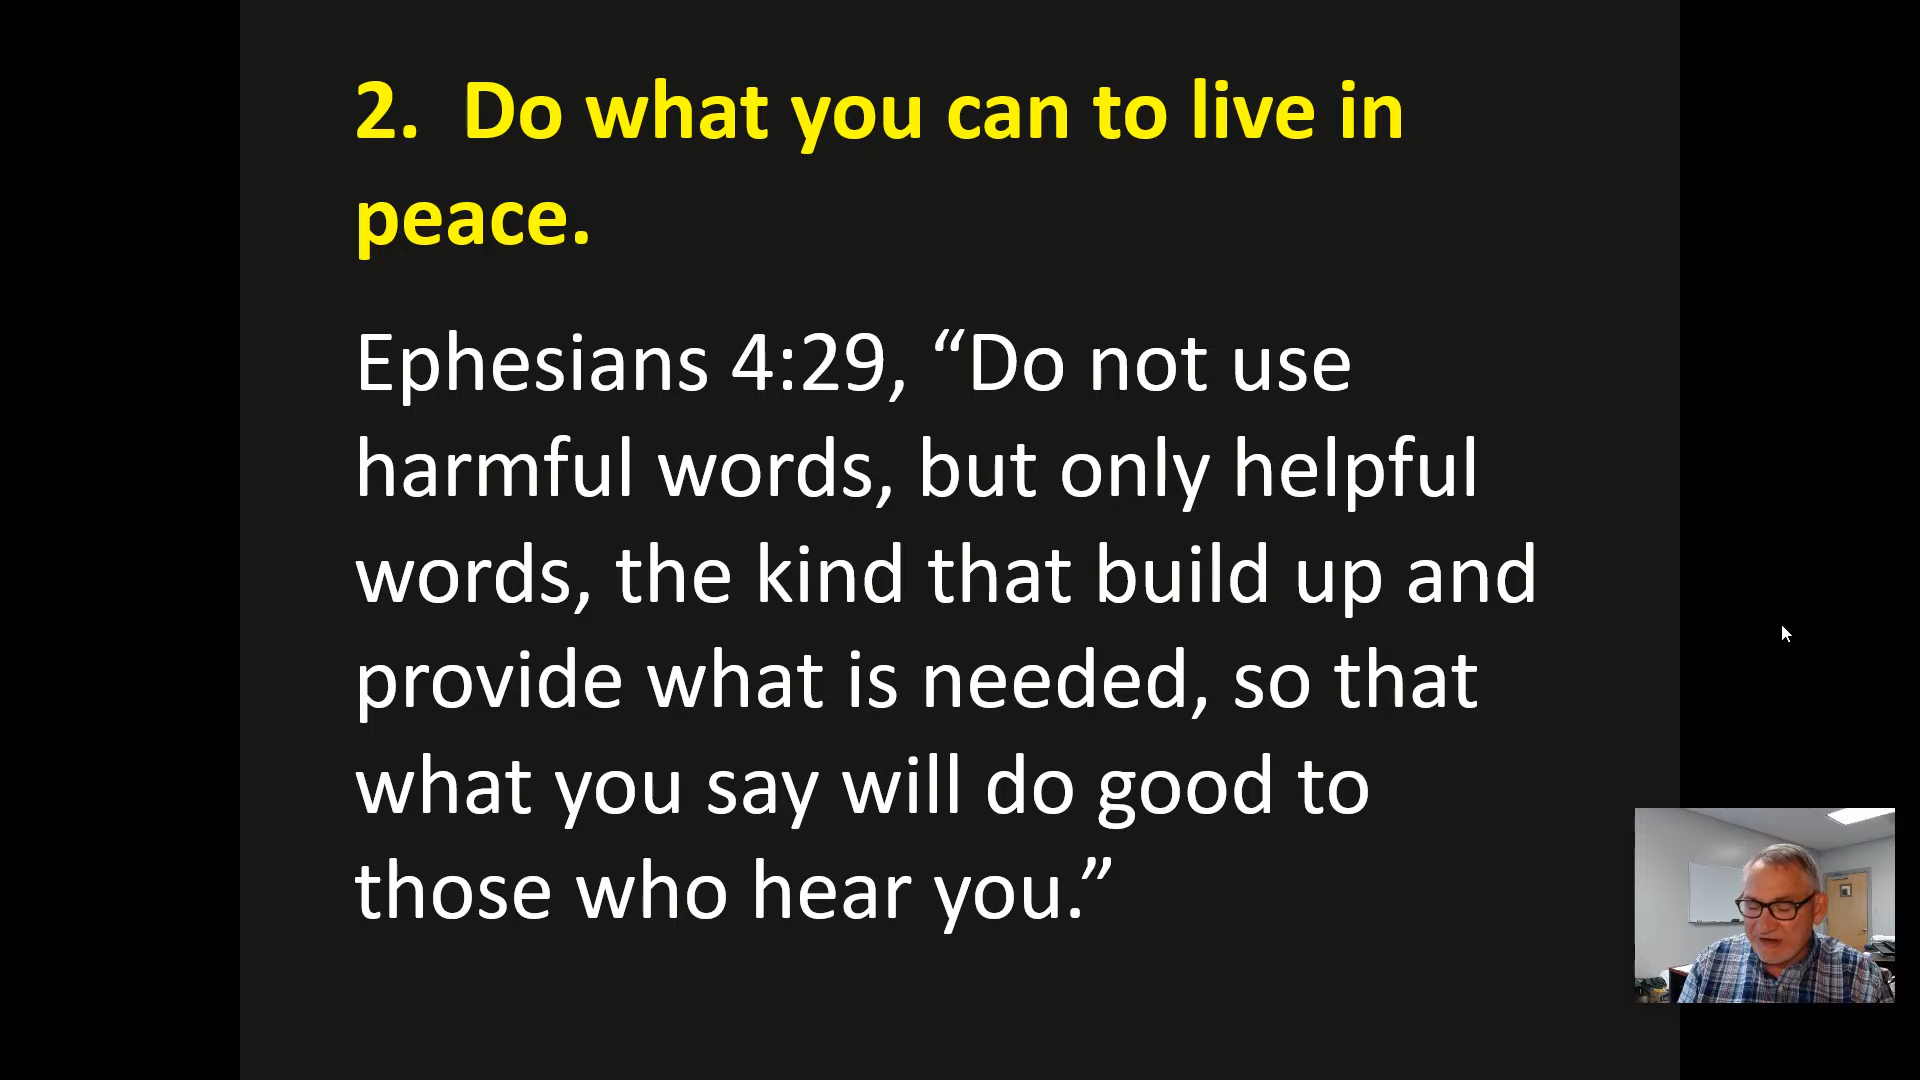 2.  Do what you can to live in
peace.
Ephesians 4:29, “Do not use
harmful words, but only helpful
words, the kind that build up and
provide what is needed, so that
what you say will do good to
those who hear you.”